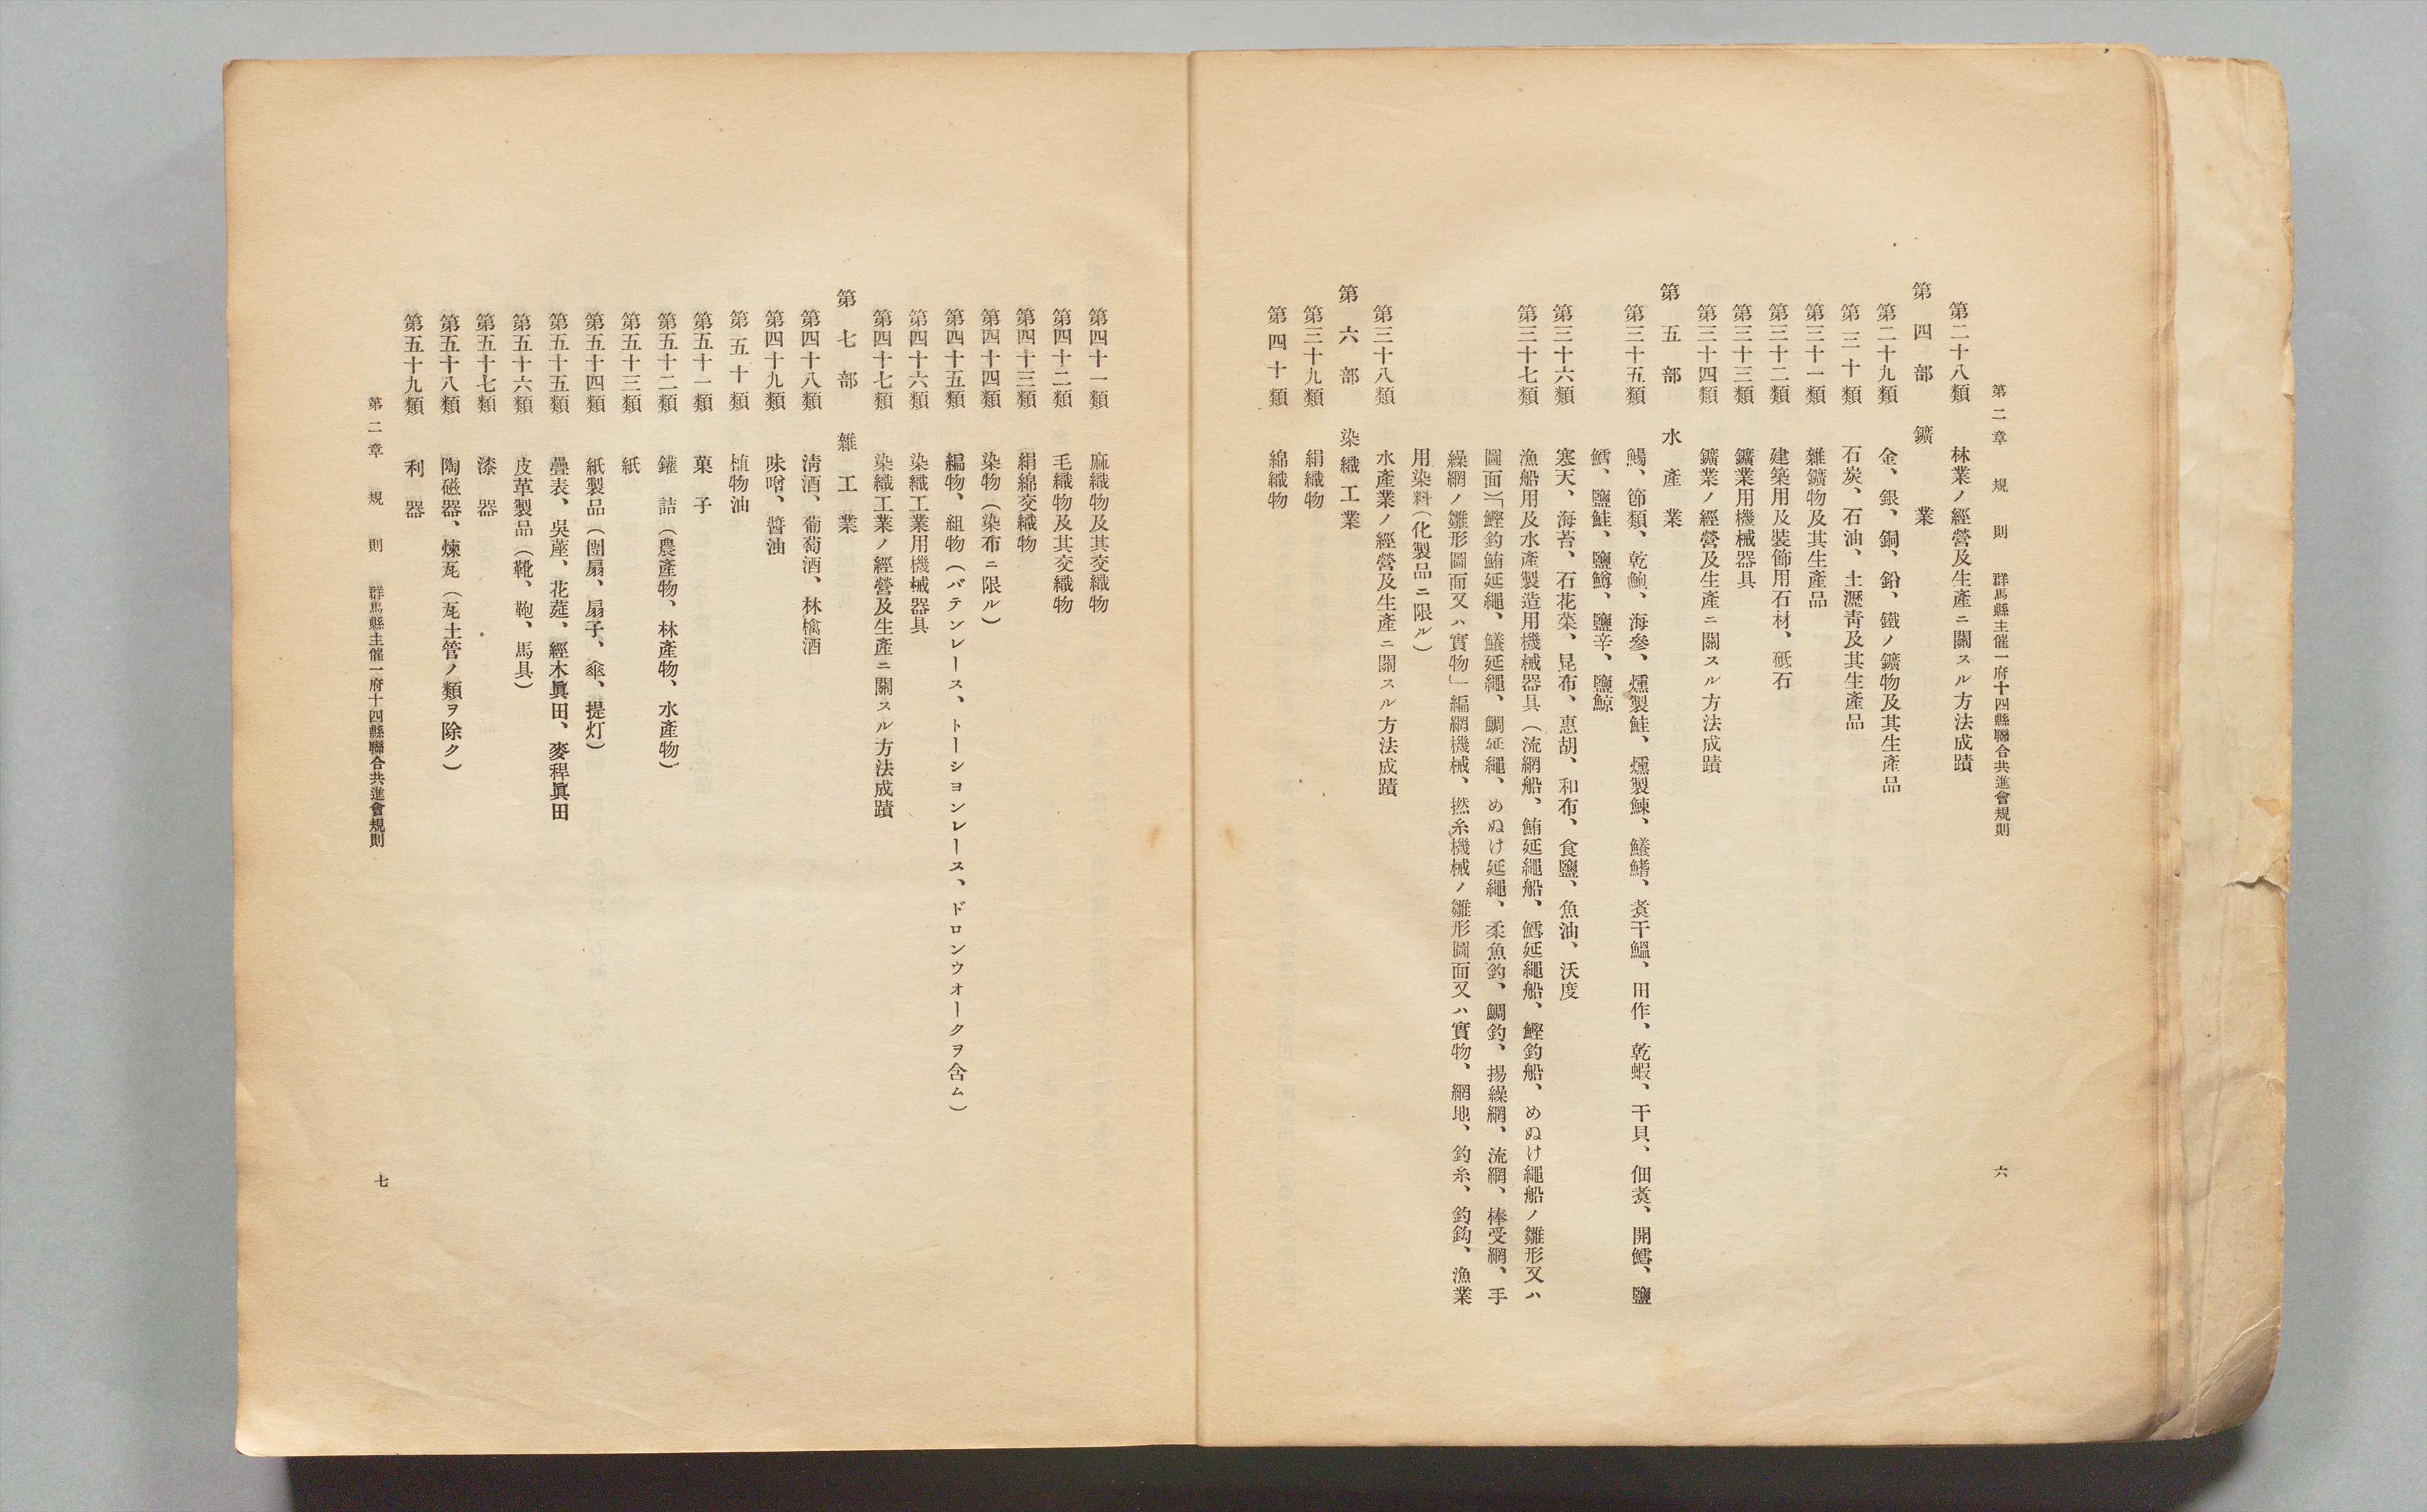 第二章　規則　群馬縣主催一府十四縣聯合共進會規則　六
第二十八類　林業ノ經營及生產ニ關スル方法成蹟
第四部　鑛業
第二十九類　金、銀、銅、鉛、鐵ノ鑛物及其生產品
第三十類　石炭、石油、土瀝靑及其生產品
第三十一類　雜鑛物及其生產品
第三十二類　建築用及裝飾用石材、砥石
第三十三類　鑛業用機械器具
第三十四類　鑛業ノ經營及生產ニ關スル方法成蹟
第五部　水產業
第三十五類　鯣、節類、乾鮑、海參、燻製鮭、燻製鰊、鱶鰭、煮干鰮、田作、乾蝦、干貝、佃煮、開鱈、鹽
鱈、鹽鮭、鹽鱒、鹽辛、鹽鯨
第三十六類　寒天、海苔、石花菜、昆布、惠胡、和布、食鹽、魚油、沃度
第三十七類　漁船用及水產製造用機械器具（流網船、鮪延繩船、鱈延繩船、鰹釣船、めぬけ繩船ノ雛形又ハ
圖面）「鰹釣鮪延繩、鱶延繩、鯛延繩、めぬけ延繩、柔魚釣、鯛釣、揚繰網、流網、棒受網、手
繰網ノ雛形圖面又ハ實物」編網機械、撚糸機械ノ雛形圖面又ハ實物、網地、釣糸、釣鈎、漁業
用染料（化製品ニ限ル）
第三十八類　水產業ノ經營及生產ニ關スル方法成蹟
第六部　染織工業
第三十九類　絹織物
第四十類　綿織物
第四十一類　麻織物及其交織物
第四十二類　毛織物及其交織物
第四十三類　絹綿交織物
第四十四類　染物（染布ニ限ル）
第四十五類　編物、組物（バテンレース、トーシヨンレース、ドロンウオークヲ含ム）
第四十六類　染織工業用機械器具
第四十七類　染織工業ノ經營及生產ニ關スル方法成蹟
第七部　雜工業
第四十八類　淸酒、葡萄酒、林檎酒
第四十九類　味噌、醬油
第五十類　植物油
第五十一類　菓子
第五十二類　鑵詰（農產物、林產物、水產物）
第五十三類　紙
第五十四類　紙製品（團扇、扇子、傘、提灯）
第五十五類　疊表、吳蓙、花莚、經木眞田、麥稈眞田
第五十六類　皮革製品（靴、鞄、馬具）
第五十七類　漆器
第五十八類　陶磁器、煉瓦（瓦土管ノ類ヲ除ク）
第五十九類　利器
第二章　規則　群馬縣主催一府十四縣聯合共進會規則　七